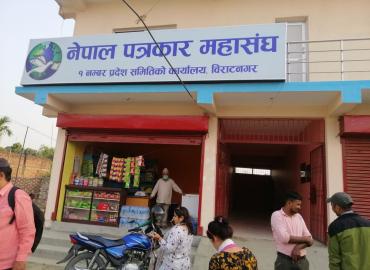 नेपाल पत्रकार महासंघ
१ नम्बर प्रदेश समितिको कार्यालय, विराटनगर